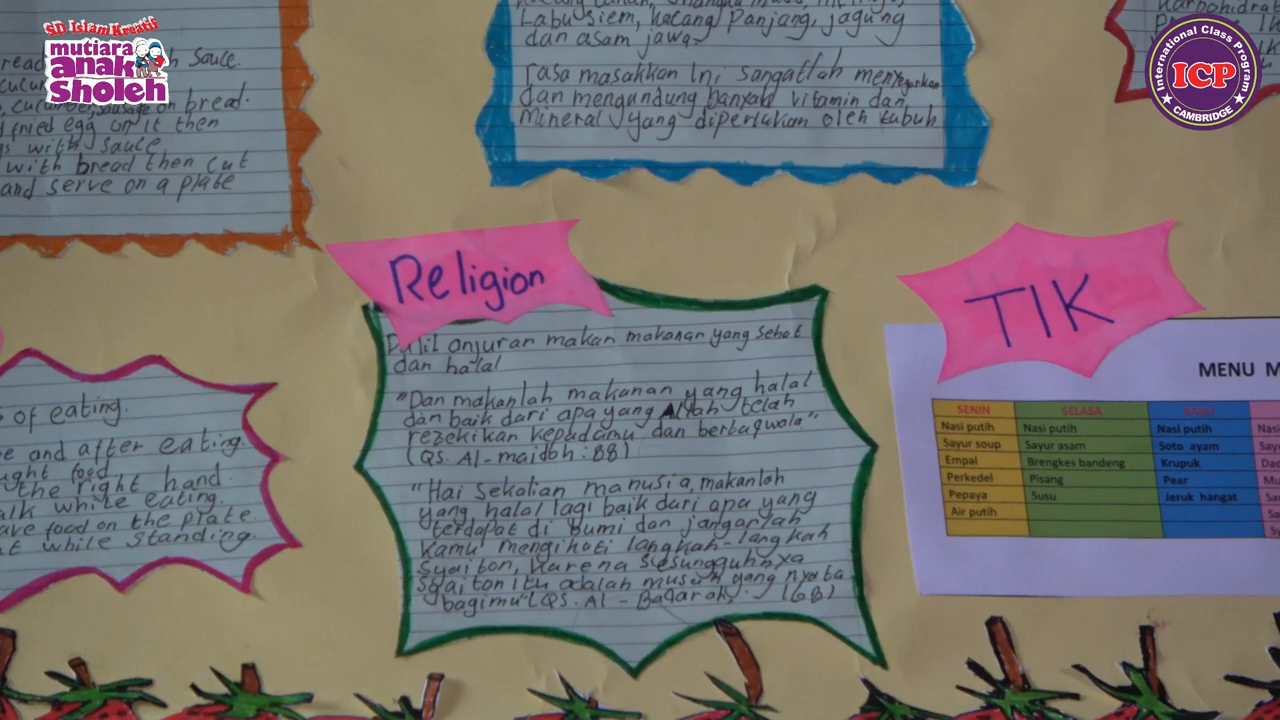 SD Islam Kreatif
mutiara
anak
Sholeh
International Class Program
ICP
CAMBRIDGE
Sauce
bread.
fried egg on it then
with sauce
with bread then cut
and serve on a plate
Labu siem, kacang Panjang, jagung
dan asam jawa
rasa masakkan Ini sangatlah
dan mengundung banyak vitamin dan
Mineral yang diperlukan oleh tubuh
Religion
Dalil anjuran makan makanan yang sehat
dan halal
"Dan makanlah makanan yang halal
dan baik dari apa yang Allah telah
rezekikan kepadamu dan bertaqwala"
(QS. Al-maidah : 88)
"Hai sekalian manusia, makanlah
yang halal lagi baik dari apa yang
terdapat di Bumi dan janganlah
kamu mengikuti langkah-langkah
Syaiton, karena sesungguhnya
Syaiton itu adalah musuh yang nyata
bagimu" (QS. Al - Baqarah : 168)
of eating.
and after eating.
food
the right hand.
while eating.
food on the plate.
while standing.
TIK
MENU
SENIN SELASA RABU
Nasi putih Nasi putih Nasi putih
Sayur soup Sayur asam Soto ayam
Empal Brengkes bandeng Krupuk
Perkedel Pisang Pear
Pepaya Susu Jeruk hangat
Air putih